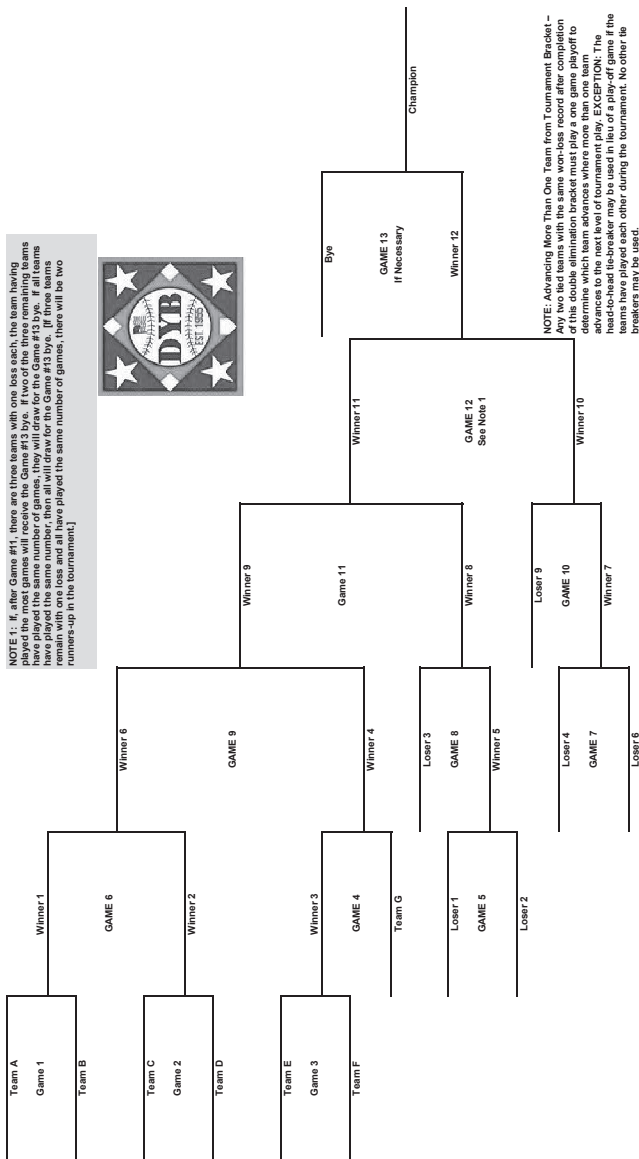 NOTE 1: If, after Game #11, there are three teams with one loss each, the team having
played the most games will receive the Game #13 bye. If two of the three remaining teams
have played the same number of games, they will draw for the Game #13 bye. If all teams
have played the same number, then all will draw for the Game #13 bye. [If three teams
remain with one loss and all have played the same number of games, there will be two
runners-up in the tournament.]
DYB
EST. 1955
Team A
Game 1
Team B
Team C
Game 2
Team D
Team E
Game 3
Team F
Winner 1
GAME 6
Winner 2
Winner 3
GAME 4
Team G
Loser 1
GAME 5
Loser 2
Winner 6
GAME 9
Winner 4
Loser 3
GAME 8
Winner 5
Loser 4
GAME 7
Loser 6
Winner 9
Game 11
Winner 8
Loser 9
GAME 10
Winner 7
Winner 11
GAME 12
See Note 1
Winner 10
Bye
GAME 13
If Necessary
Winner 12
Champion
NOTE: Advancing More Than One Team from Tournament Bracket –
Any two tied teams with the same won-loss record after completion
of this double elimination bracket must play a one game playoff to
determine which team advances where more than one team
advances to the next level of tournament play. EXCEPTION: The
head-to-head tie-breaker may be used in lieu of a play-off game if the
teams have played each other during the tournament. No other tie
breakers may be used.